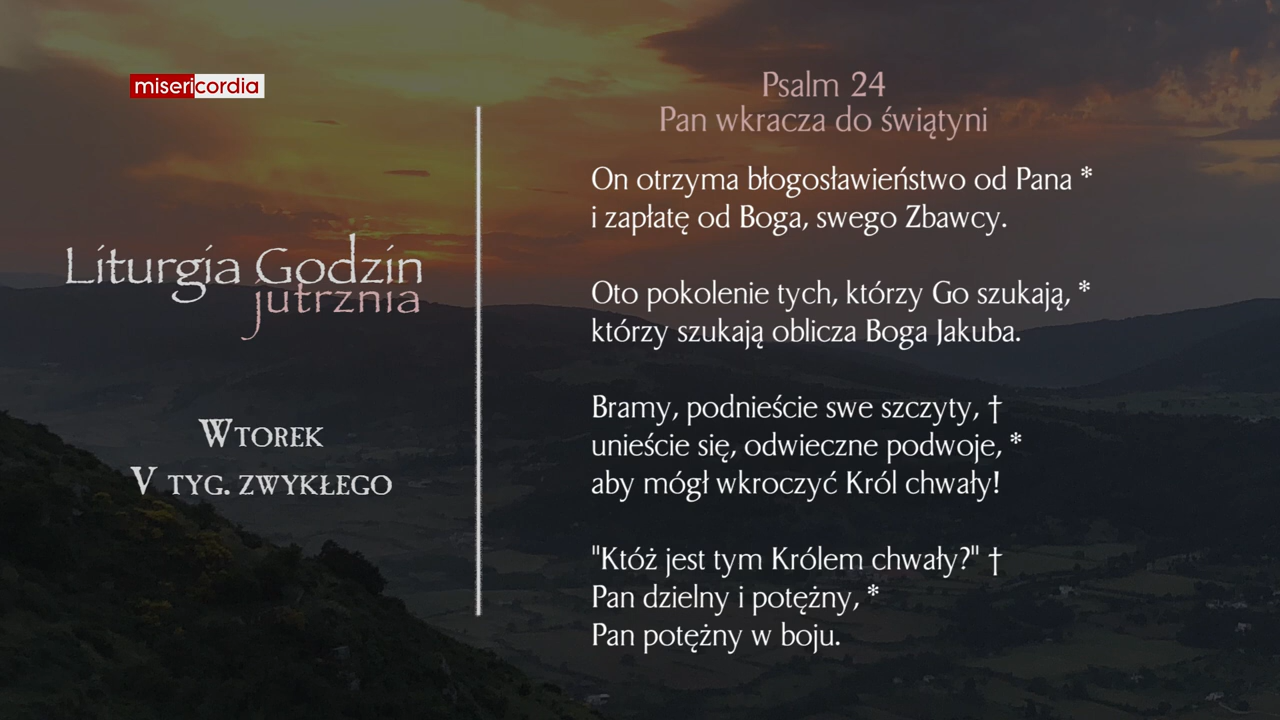 misericordia
Liturgia Godzin
jutrznia
Wtorek
V tyg. zwykłego
Psalm 24
Pan wkracza do świątyni
On otrzyma błogosławieństwo od Pana *
i zapłatę od Boga, swego Zbawcy.
Oto pokolenie tych, którzy Go szukają, *
którzy szukają oblicza Boga Jakuba.
Bramy, podnieście swe szczyty, †
unieście się, odwieczne podwoje, *
aby mógł wkroczyć Król chwały!
"Któż jest tym Królem chwały?" †
Pan dzielny i potężny, *
Pan potężny w boju.